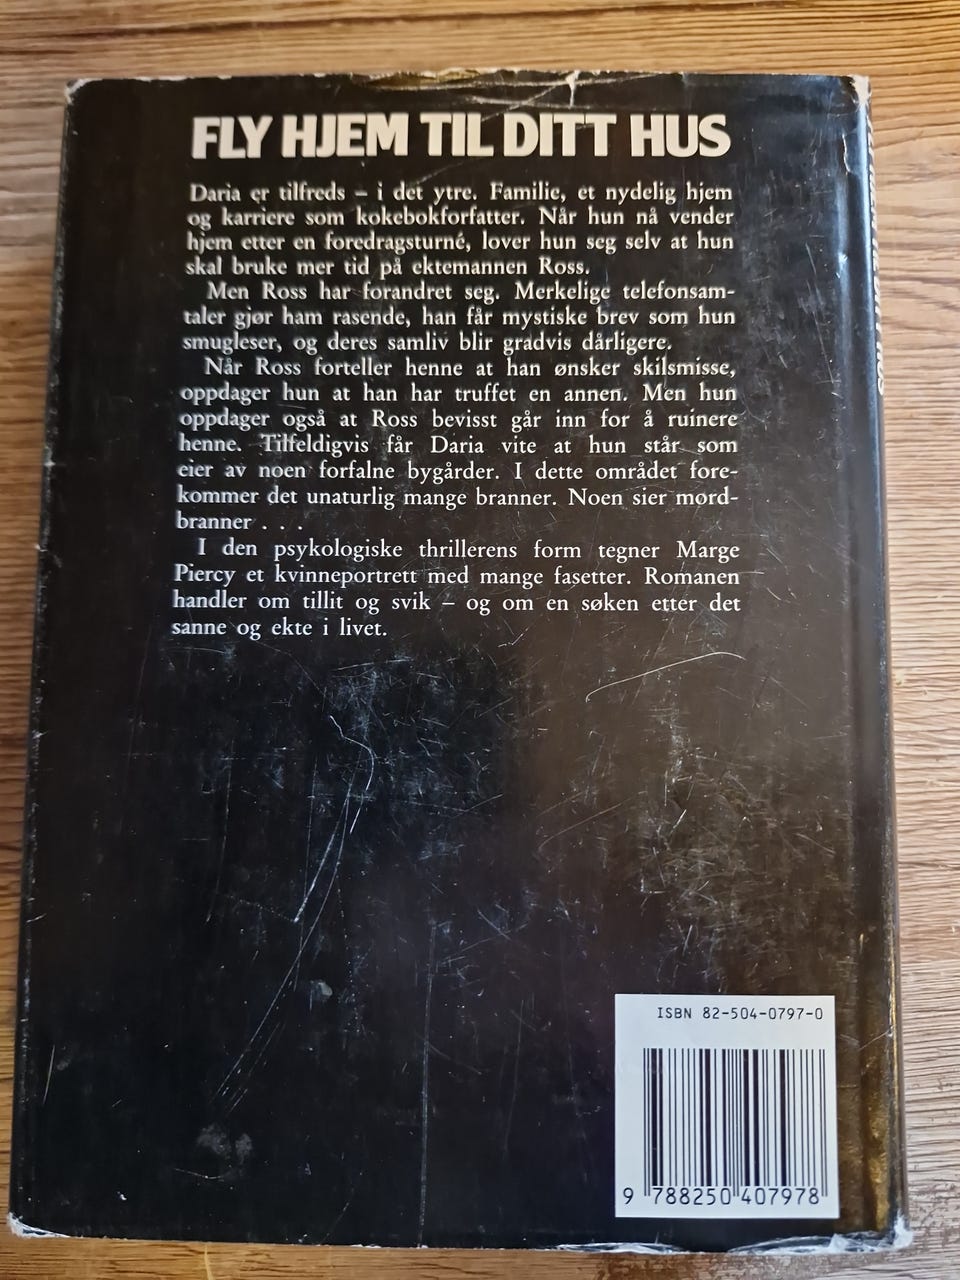 FLY HJEM TIL DITT HUS
Daria er tilfreds – i det ytre. Familie, et nydelig hjem
og karriere som kokebokforfatter. Når hun nå vender
hjem etter en foredragsturné, lover hun seg selv at hun
skal bruke mer tid på ektemannen Ross.
Men Ross har forandret seg. Merkelige telefonsam-
taler gjør ham rasende, han får mystiske brev som hun
smugleser, og deres samliv blir gradvis dårligere.
Når Ross forteller henne at han ønsker skilsmisse,
oppdager hun at han har truffet en annen. Men hun
oppdager også at Ross bevisst går inn for å ruinere
henne. Tilfeldigvis får Daria vite at hun står som
eier av noen forfalne bygårder. I dette området fore-
kommer det unaturlig mange branner. Noen sier mord-
branner . . .
I den psykologiske thrillerens form tegner Marge
Piercy et kvinneportrett med mange fasetter. Romanen
handler om tillit og svik – og om en søken etter det
sanne og ekte i livet.
ISBN 82-504-0797-0
9 788250 407978